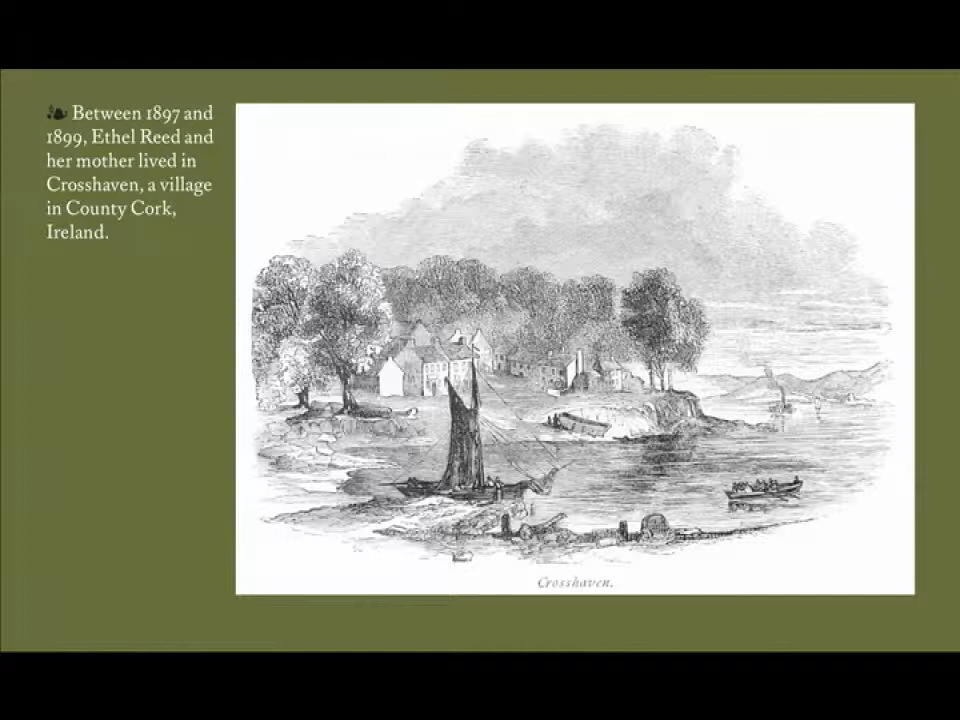 Between 1897 and
1899, Ethel Reed and
her mother lived in
Crosshaven, a village
in County Cork,
Ireland.
Crosshaven.